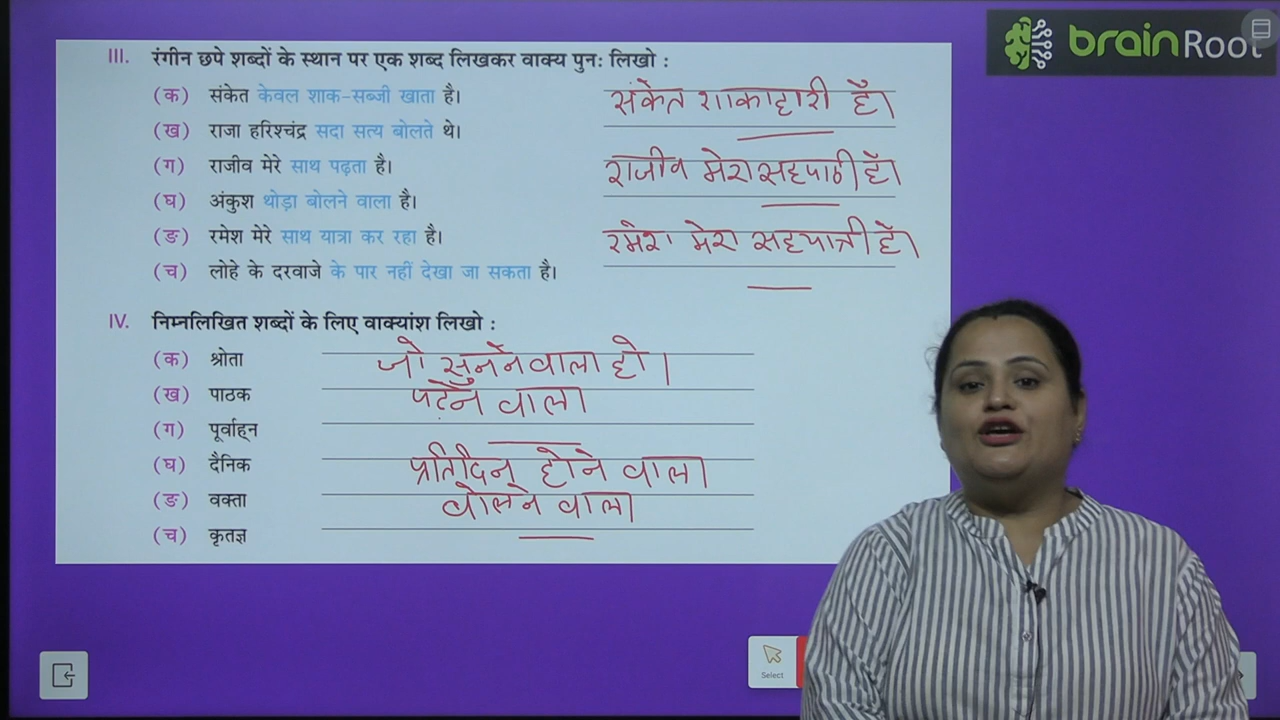 brainRoot
III. रंगीन छपे शब्दों के स्थान पर एक शब्द लिखकर वाक्य पुनः लिखो :
(क) संकेत केवल शाक-सब्जी खाता है। संकेत शाकाहारी है।
(ख) राजा हरिश्चंद्र सदा सत्य बोलते थे।
(ग) राजीव मेरे साथ पढ़ता है। राजीव मेरा सहपाठी है।
(घ) अंकुश थोड़ा बोलने वाला है।
(ङ) रमेश मेरे साथ यात्रा कर रहा है। रमेश मेरा सहयात्री है।
(च) लोहे के दरवाजे के पार नहीं देखा जा सकता है।
IV. निम्नलिखित शब्दों के लिए वाक्यांश लिखो :
(क) श्रोता जो सुनने वाला हो।
(ख) पाठक पढ़ने वाला
(ग) पूर्वाह्न
(घ) दैनिक प्रतिदिन होने वाला
(ङ) वक्ता बोलने वाला
(च) कृतज्ञ
Select